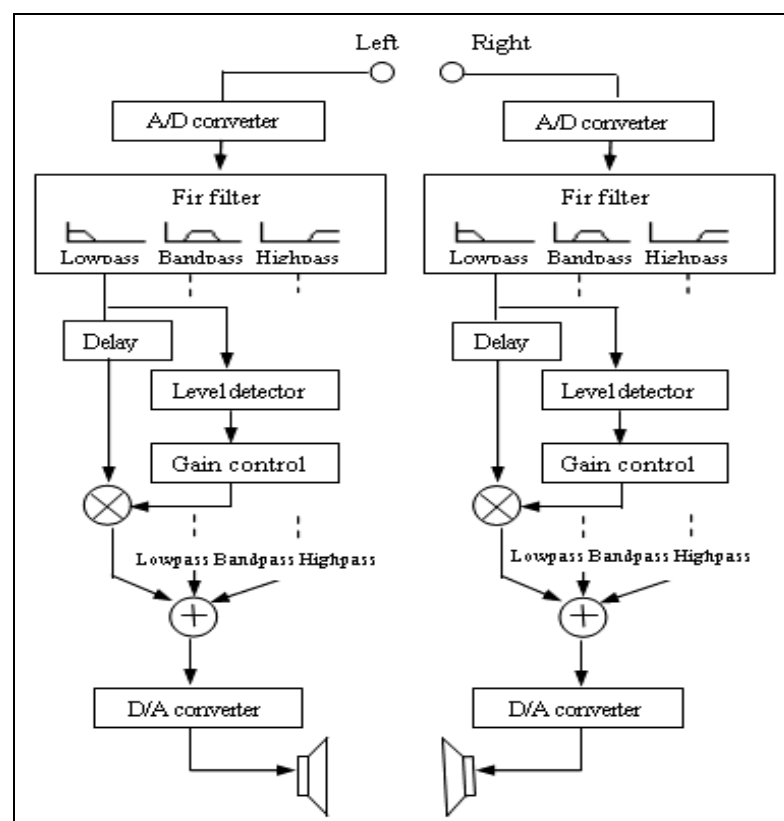 Left Right
A/D converter A/D converter
Fir filter Fir filter
Lowpass Bandpass Highpass Lowpass Bandpass Highpass
Delay Delay
Level detector Level detector
Gain control Gain control
Lowpass Bandpass Highpass Lowpass Bandpass Highpass
D/A converter D/A converter